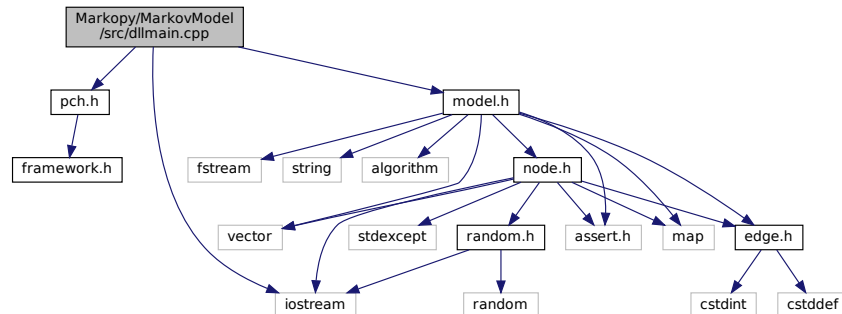 Markopy/MarkovModel
/src/dllmain.cpp
pch.h
model.h
framework.h
fstream
string
algorithm
node.h
vector
stdexcept
random.h
assert.h
map
edge.h
iostream
random
cstdint
cstddef